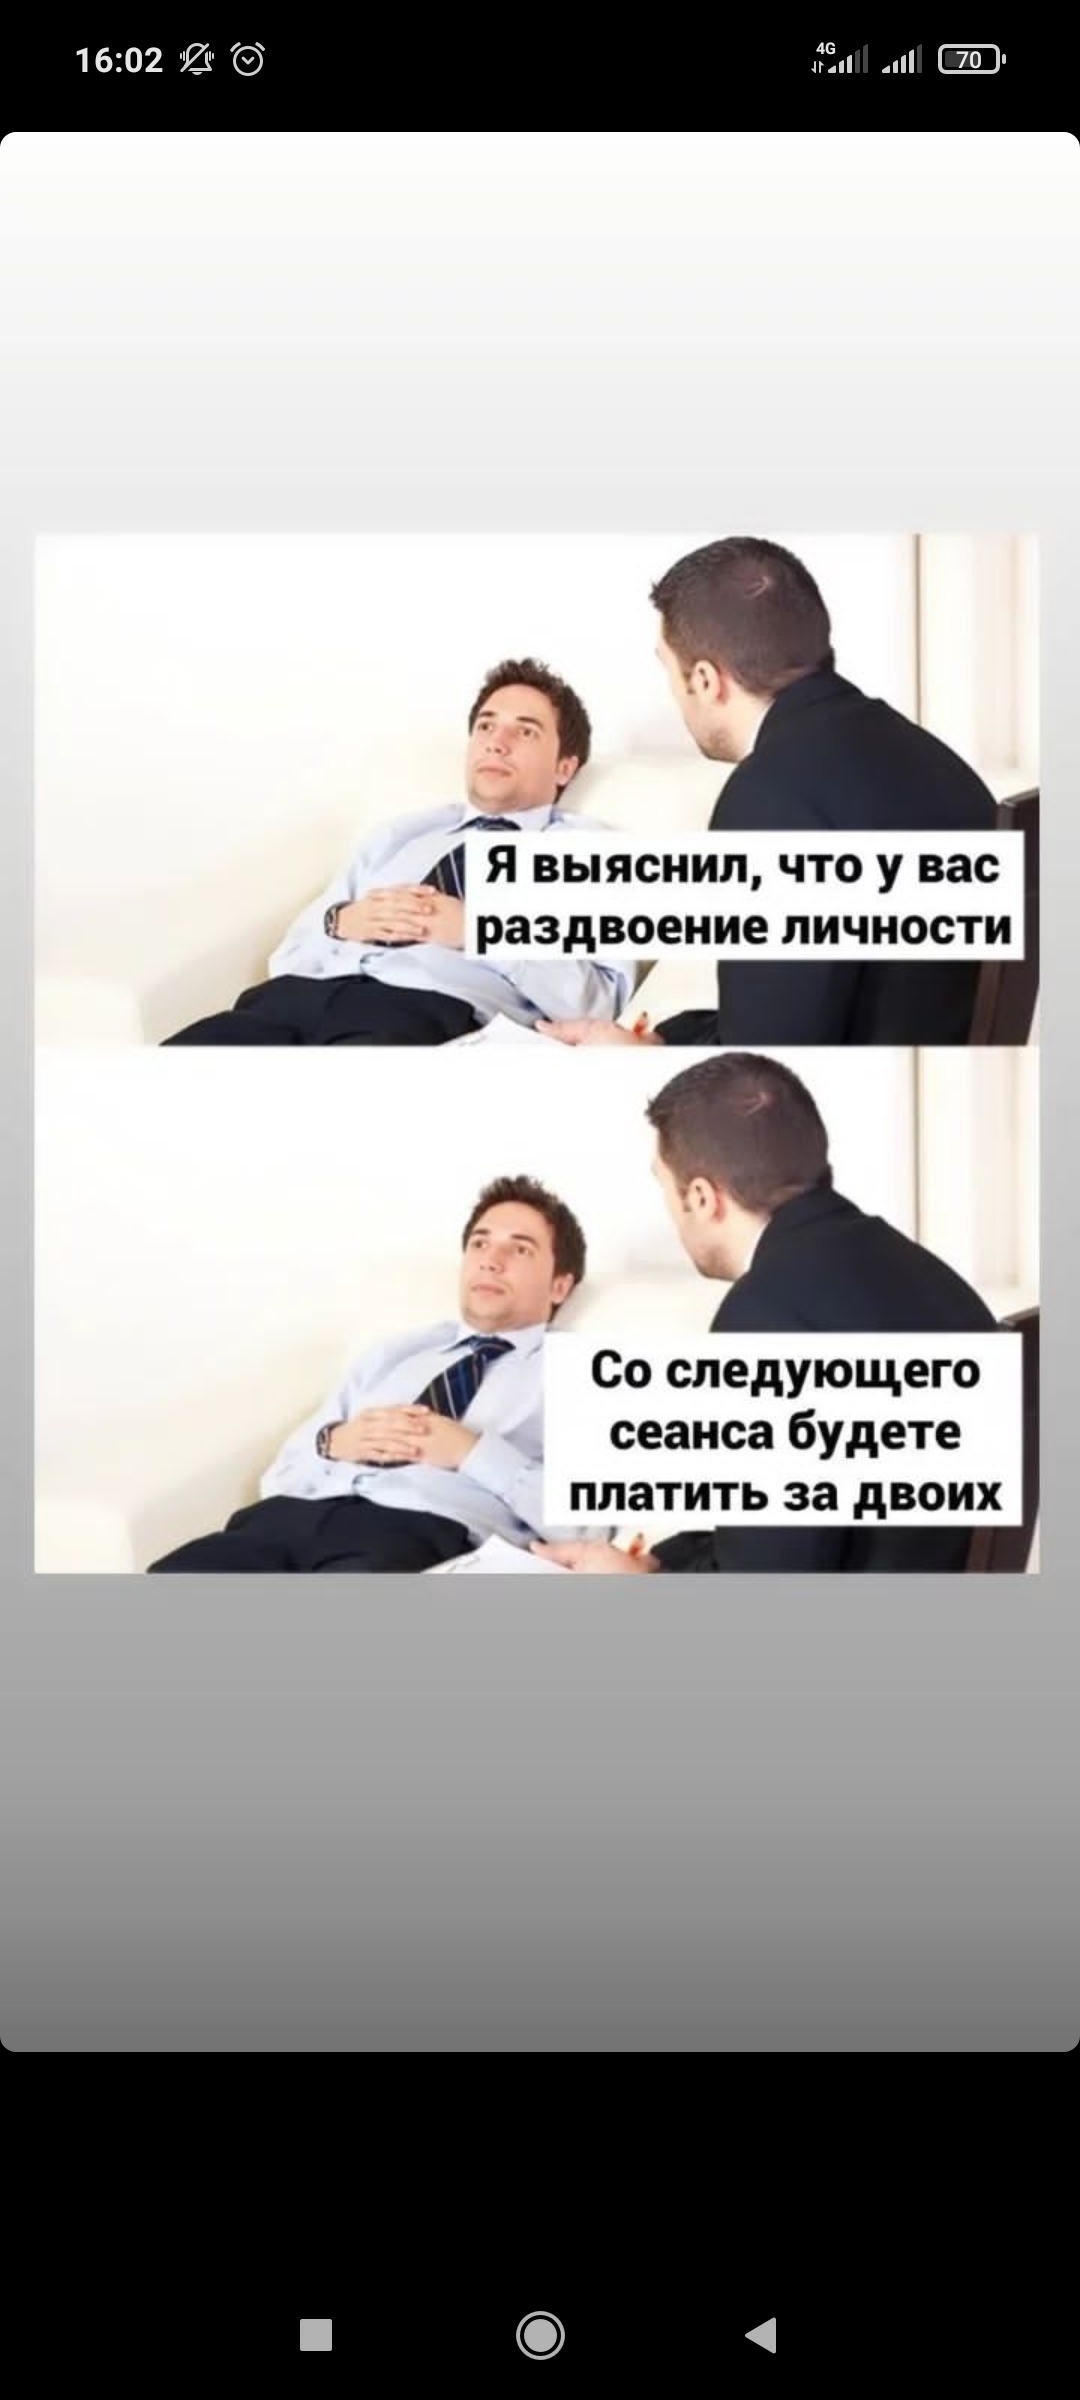 16:02
4G
70
Я выяснил, что у вас
раздвоение личности
Со следующего
сеанса будете
платить за двоих